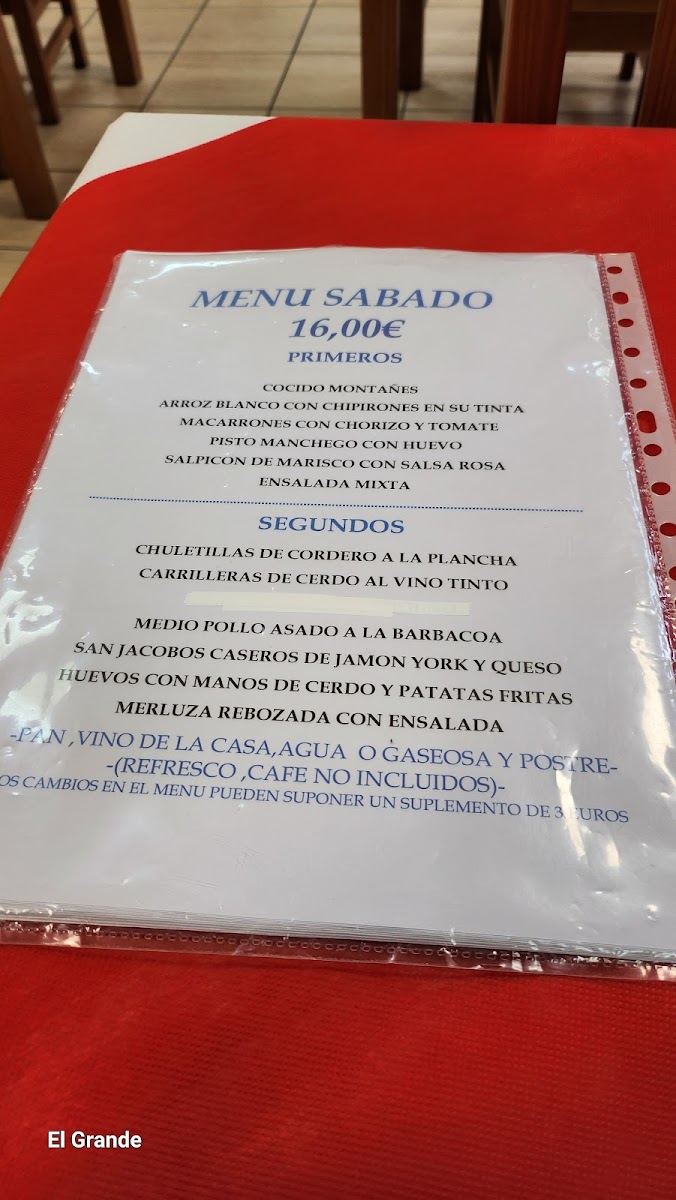 MENU SABADO
16,00€
PRIMEROS
COCIDO MONTAÑES
ARROZ BLANCO CON CHIPIRONES EN SU TINTA
MACARRONES CON CHORIZO Y TOMATE
PISTO MANCHEGO CON HUEVO
SALPICON DE MARISCO CON SALSA ROSA
ENSALADA MIXTA
SEGUNDOS
CHULETILLAS DE CORDERO A LA PLANCHA
CARRILLERAS DE CERDO AL VINO TINTO
MEDIO POLLO ASADO A LA BARBACOA
SAN JACOBOS CASEROS DE JAMON YORK Y QUESO
HUEVOS CON MANOS DE CERDO Y PATATAS FRITAS
MERLUZA REBOZADA CON ENSALADA
-PAN ,VINO DE LA CASA,AGUA O GASEOSA Y POSTRE-
-(REFRESCO ,CAFE NO INCLUIDOS)-
OS CAMBIOS EN EL MENU PUEDEN SUPONER UN SUPLEMENTO DE 3 EUROS
El Grande